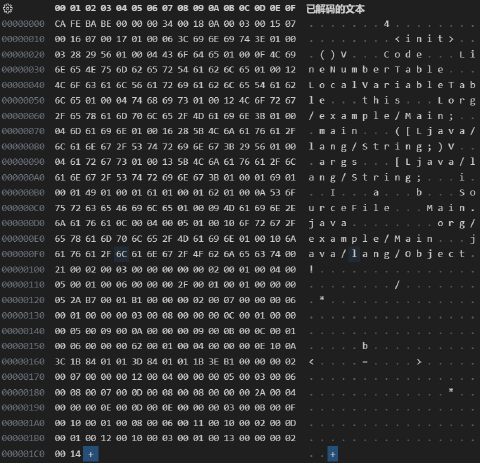 00 01 02 03 04 05 06 07 08 09 0A 0B 0C 0D 0E 0F 已解码的文本
00000000 CA FE BA BE 00 00 00 34 00 18 0A 00 03 00 15 07 . . . . . . . 4 . . . . . . . .
00000010 00 16 07 00 17 01 00 06 3C 69 6E 69 74 3E 01 00 . . . . . . . . < i n i t > . .
00000020 03 28 29 56 01 00 04 43 6F 64 65 01 00 0F 4C 69 . ( ) V . . . C o d e . . . L i
00000030 6E 65 4E 75 6D 62 65 72 54 61 62 6C 65 01 00 12 n e N u m b e r T a b l e . . .
00000040 4C 6F 63 61 6C 56 61 72 69 61 62 6C 65 54 61 62 L o c a l V a r i a b l e T a b
00000050 6C 65 01 00 04 74 68 69 73 01 00 12 4C 6F 72 67 l e . . . t h i s . . . L o r g
00000060 2F 65 78 61 6D 70 6C 65 2F 4D 61 69 6E 3B 01 00 / e x a m p l e / M a i n ; . .
00000070 04 6D 61 69 6E 01 00 16 28 5B 4C 6A 61 76 61 2F . m a i n . . . ( [ L j a v a /
00000080 6C 61 6E 67 2F 53 74 72 69 6E 67 3B 29 56 01 00 l a n g / S t r i n g ; ) V . .
00000090 04 61 72 67 73 01 00 13 5B 4C 6A 61 76 61 2F 6C . a r g s . . . [ L j a v a / l
000000A0 61 6E 67 2F 53 74 72 69 6E 67 3B 01 00 01 69 01 a n g / S t r i n g ; . . . i .
000000B0 00 01 49 01 00 01 61 01 00 01 62 01 00 0A 53 6F . . I . . . a . . . b . . . S o
000000C0 75 72 63 65 46 69 6C 65 01 00 09 4D 61 69 6E 2E u r c e F i l e . . . M a i n .
000000D0 6A 61 76 61 0C 00 04 00 05 01 00 10 6F 72 67 2F j a v a . . . . . . . . o r g /
000000E0 65 78 61 6D 70 6C 65 2F 4D 61 69 6E 01 00 10 6A e x a m p l e / M a i n . . . j
000000F0 61 76 61 2F 6C 61 6E 67 2F 4F 62 6A 65 63 74 00 a v a / l a n g / O b j e c t .
00000100 21 00 02 00 03 00 00 00 00 00 02 00 01 00 04 00 ! . . . . . . . . . . . . . . .
00000110 05 00 01 00 06 00 00 00 2F 00 01 00 01 00 00 00 . . . . . . . . / . . . . . . .
00000120 05 2A B7 00 01 B1 00 00 00 02 00 07 00 00 00 06 . * . . . . . . . . . . . . . .
00000130 00 01 00 00 00 03 00 08 00 00 00 0C 00 01 00 00 . . . . . . . . . . . . . . . .
00000140 00 05 00 09 00 0A 00 00 00 09 00 0B 00 0C 00 01 . . . . . . . . . . . . . . . .
00000150 00 06 00 00 00 62 00 01 00 04 00 00 00 0E 10 0A . . . . . b . . . . . . . . . .
00000160 3C 1B 84 01 01 3D 84 01 01 1B 3E B1 00 00 00 02 < . . . . = . . . . > . . . . .
00000170 00 07 00 00 00 12 00 04 00 00 00 05 00 03 00 06 . . . . . . . . . . . . . . . .
00000180 00 08 00 07 00 0D 00 08 00 08 00 00 00 2A 00 04 . . . . . . . . . . . . . * . .
00000190 00 00 00 0E 00 0D 00 0E 00 00 00 03 00 0B 00 0F . . . . . . . . . . . . . . . .
000001A0 00 10 00 01 00 08 00 06 00 11 00 10 00 02 00 0D . . . . . . . . . . . . . . . .
000001B0 00 01 00 12 00 10 00 03 00 01 00 13 00 00 00 02 . . . . . . . . . . . . . . . .
000001C0 00 14 + . . +